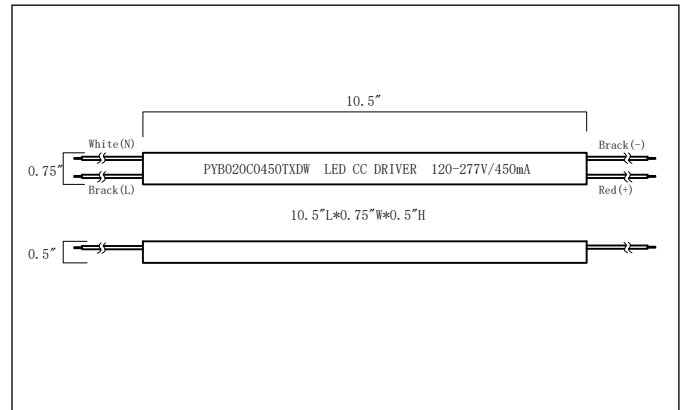 10.5"
White(N)
Brack(-)
0.75"
PYB020C0450TXDW LED CC DRIVER 120-277V/450mA
Brack(L)
Red(+)
10.5"L*0.75"W*0.5"H
0.5"